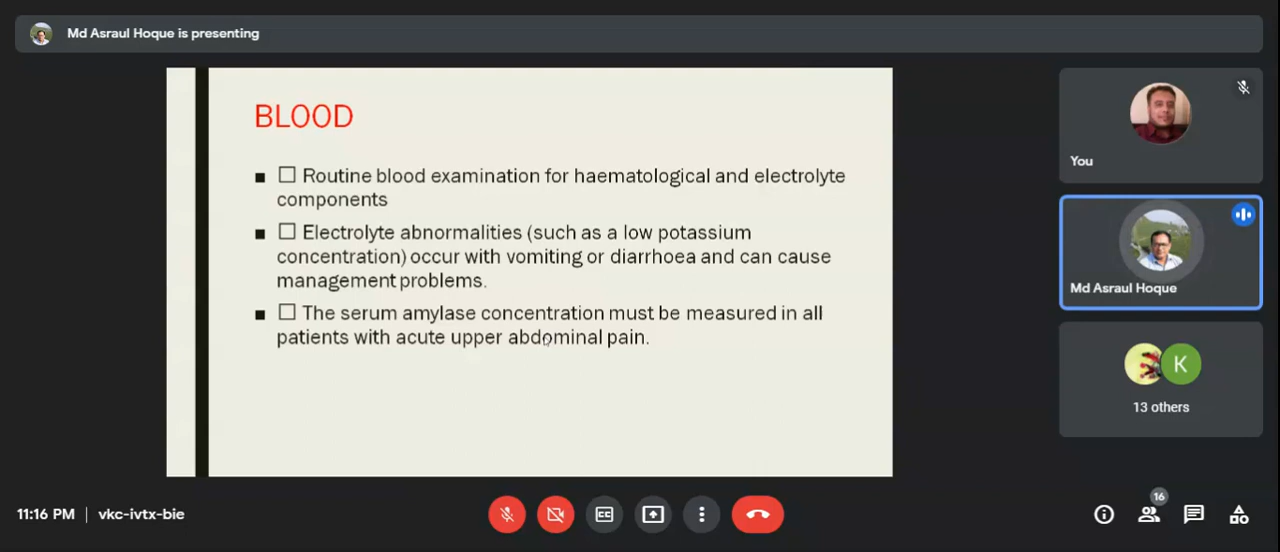 Md Asraul Hoque is presenting
BLOOD
■ ☐ Routine blood examination for haematological and electrolyte
components
■ ☐ Electrolyte abnormalities (such as a low potassium
concentration) occur with vomiting or diarrhoea and can cause
management problems.
■ ☐ The serum amylase concentration must be measured in all
patients with acute upper abdominal pain.
You
Md Asraul Hoque
K
13 others
11:16 PM | vkc-ivtx-bie
CC
16